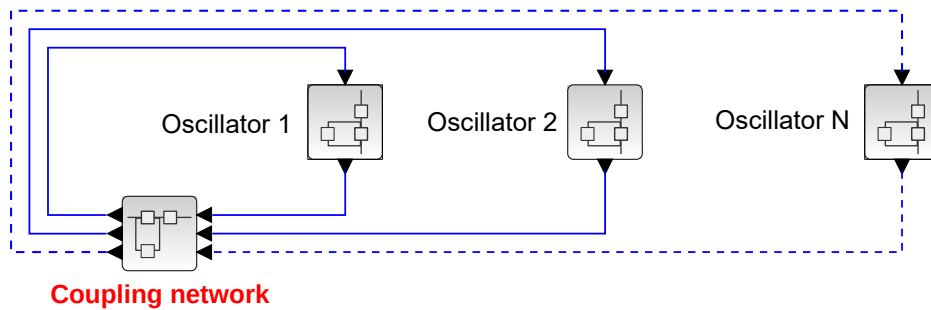 Oscillator 1
Oscillator 2
Oscillator N
Coupling network